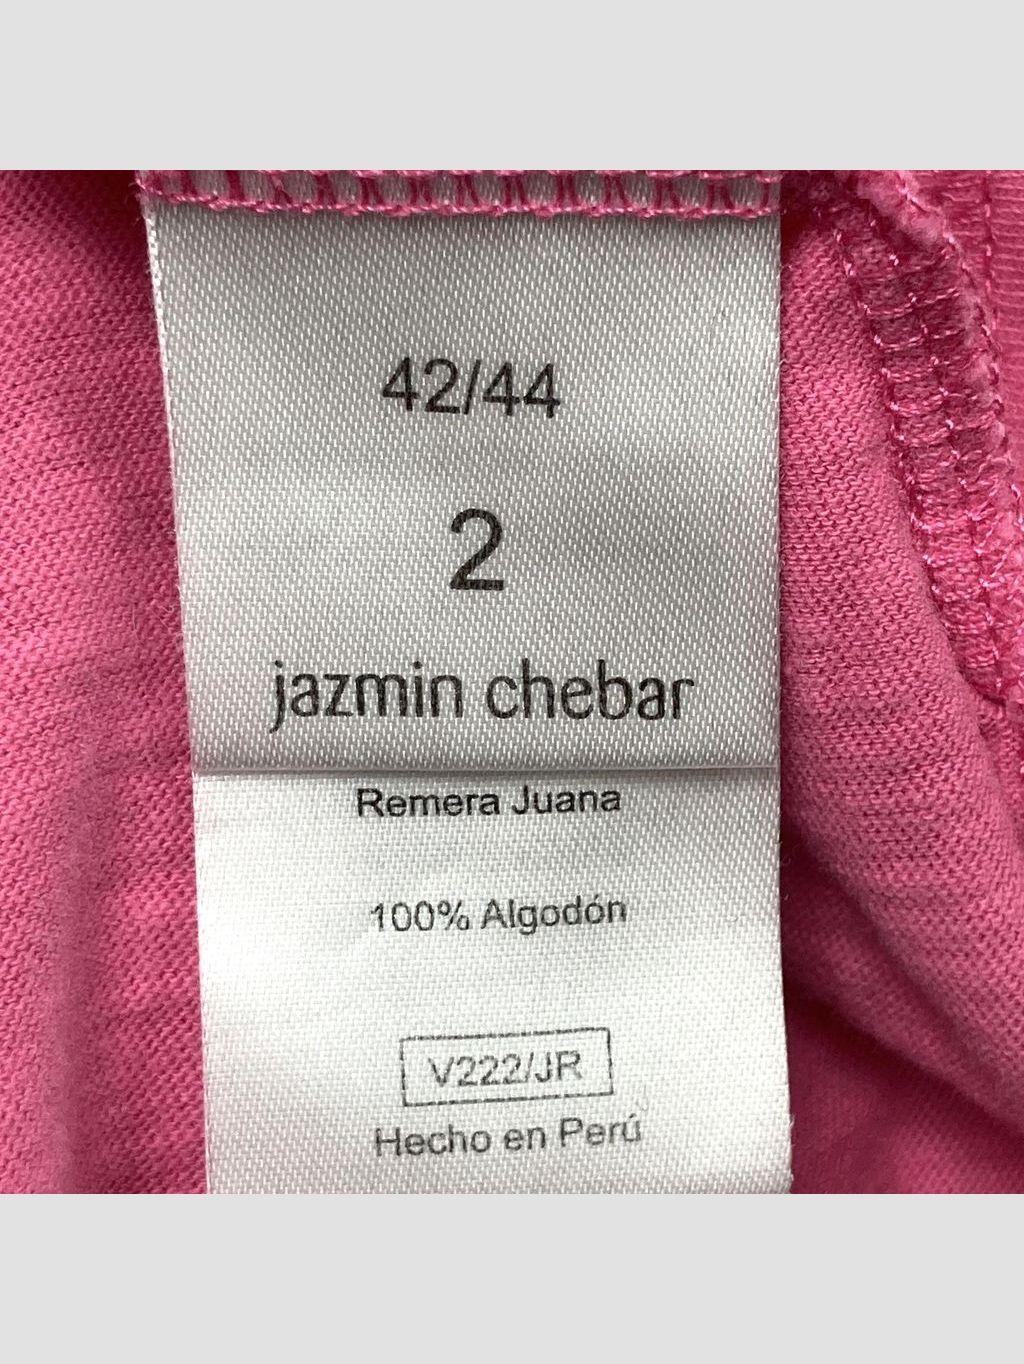 42/44
2
jazmin chebar
Remera Juana
100% Algodón
V222/JR
Hecho en Perú